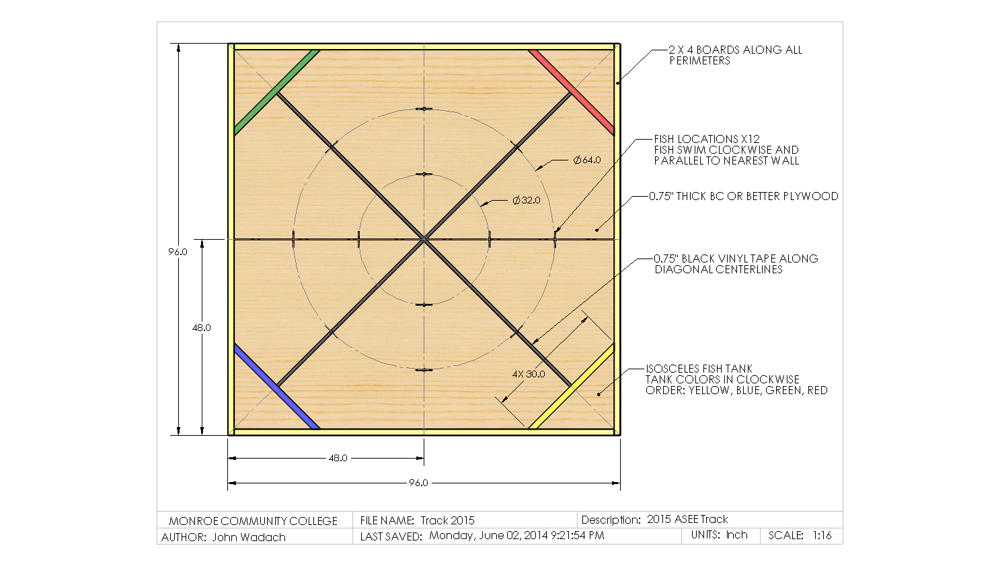 2 X 4 BOARDS ALONG ALL
PERIMETERS
FISH LOCATIONS X12
FISH SWIM CLOCKWISE AND
PARALLEL TO NEAREST WALL
Ø64.0
Ø32.0
0.75" THICK BC OR BETTER PLYWOOD
96.0
0.75" BLACK VINYL TAPE ALONG
DIAGONAL CENTERLINES
48.0
4X 30.0
ISOSCELES FISH TANK
TANK COLORS IN CLOCKWISE
ORDER: YELLOW, BLUE, GREEN, RED
48.0
96.0
MONROE COMMUNITY COLLEGE
FILE NAME: Track 2015
Description: 2015 ASEE Track
AUTHOR: John Wadach
LAST SAVED: Monday, June 02, 2014 9:21:54 PM
UNITS: Inch
SCALE: 1:16